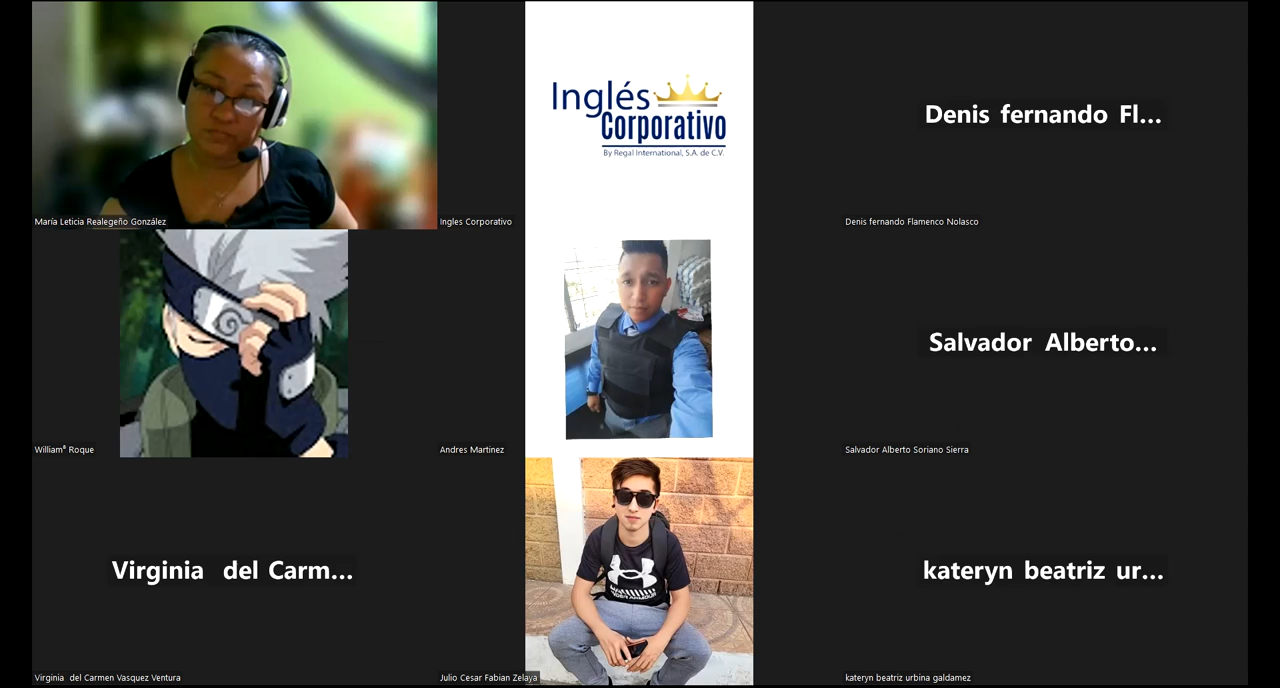 Inglés
Corporativo
By Regal International, S.A. de C.V.
Denis fernando Fl...
María Leticia Realegeño González
Ingles Corporativo
Denis fernando Flamenco Nolasco
Salvador Alberto...
William° Roque
Andres Martinez
Salvador Alberto Soriano Sierra
Virginia del Carm...
UNDER ARMOUR
kateryn beatriz ur...
Virginia del Carmen Vasquez Ventura
Julio Cesar Fabian Zelaya
kateryn beatriz urbina galdamez